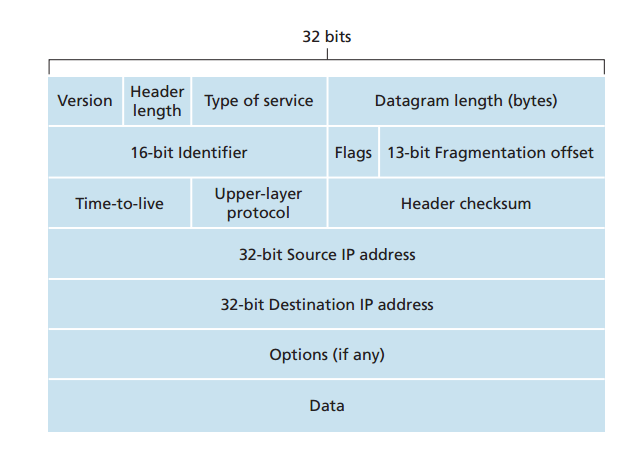 32 bits
Version
Header
length
Type of service
Datagram length (bytes)
16-bit Identifier
Flags
13-bit Fragmentation offset
Time-to-live
Upper-layer
protocol
Header checksum
32-bit Source IP address
32-bit Destination IP address
Options (if any)
Data